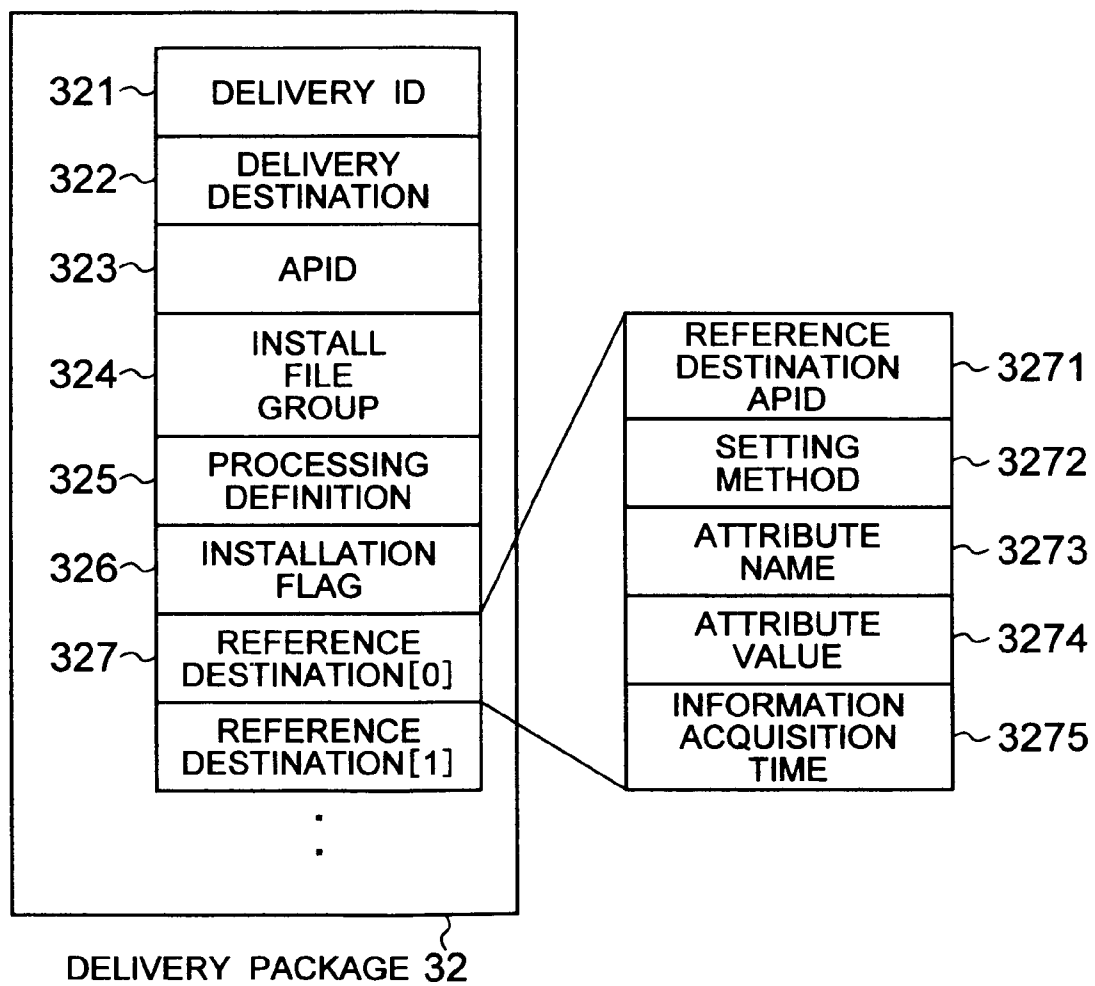 321
DELIVERY ID
322
DELIVERY
DESTINATION
323
APID
324
INSTALL
FILE
GROUP
325
PROCESSING
DEFINITION
326
INSTALLATION
FLAG
327
REFERENCE
DESTINATION[0]
REFERENCE
DESTINATION[1]
REFERENCE
DESTINATION
APID
3271
SETTING
METHOD
3272
ATTRIBUTE
NAME
3273
ATTRIBUTE
VALUE
3274
INFORMATION
ACQUISITION
TIME
3275
DELIVERY PACKAGE 32